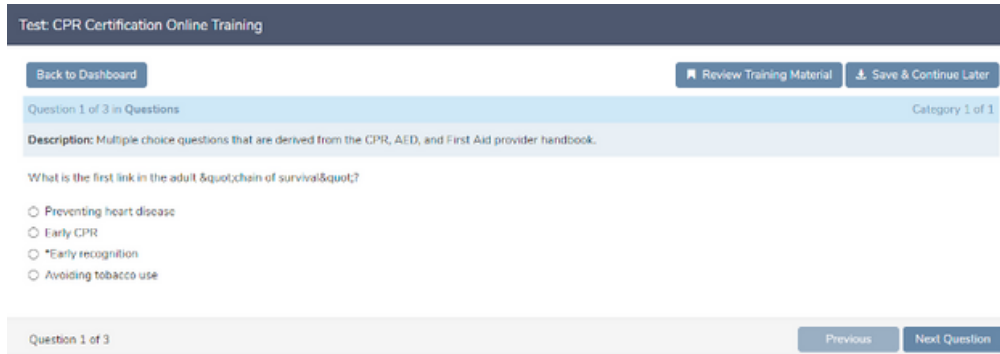 Test: CPR Certification Online Training
Back to Dashboard
Review Training Material
Save & Continue Later
Question 1 of 3 in Questions
Category 1 of 1
Description: Multiple choice questions that are derived from the CPR, AED, and First Aid provider handbook.
What is the first link in the adult &quot;chain of survival&quot;?
Preventing heart disease
Early CPR
*Early recognition
Avoiding tobacco use
Question 1 of 3
Previous
Next Question